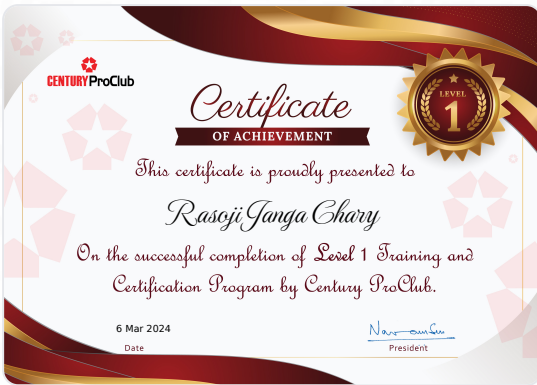 CENTURY ProClub
LEVEL
1
Certificate
OF ACHIEVEMENT
This certificate is proudly presented to
Rasoji Janga Chary
On the successful completion of Level 1 Training and
Certification Program by Century ProClub.
6 Mar 2024
Date
President